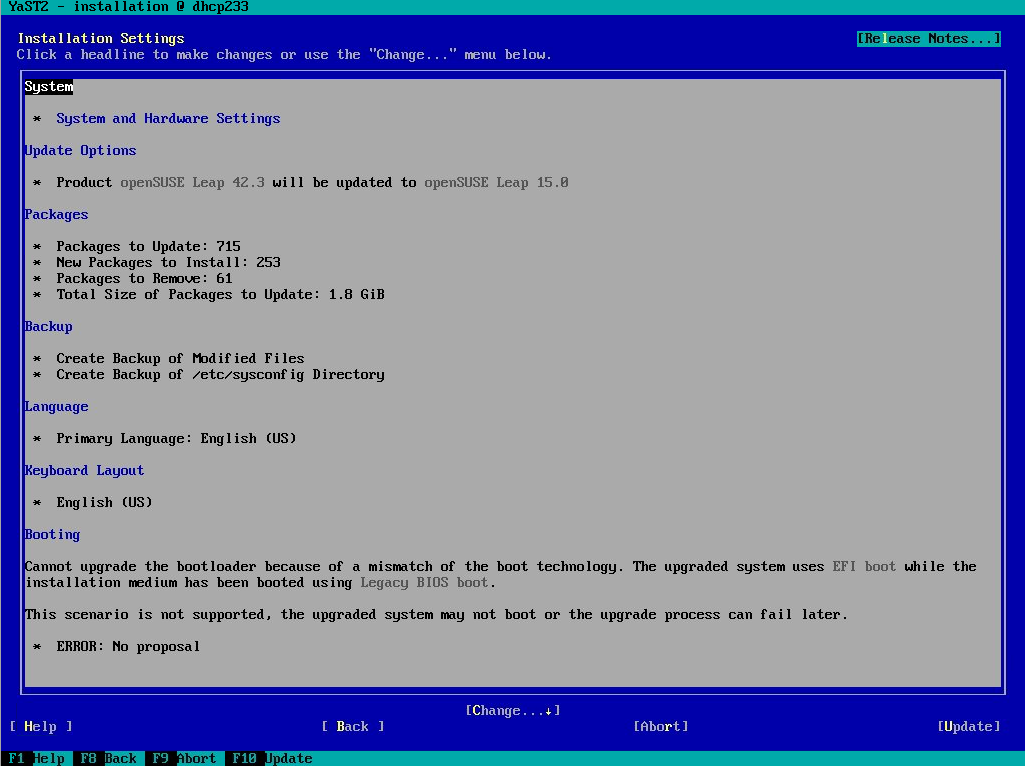 YaST2 - installation @ dhcp233
Installation Settings [Release Notes...]
Click a headline to make changes or use the "Change..." menu below.
System
* System and Hardware Settings
Update Options
* Product openSUSE Leap 42.3 will be updated to openSUSE Leap 15.0
Packages
* Packages to Update: 715
* New Packages to Install: 253
* Packages to Remove: 61
* Total Size of Packages to Update: 1.8 GiB
Backup
* Create Backup of Modified Files
* Create Backup of /etc/sysconfig Directory
Language
* Primary Language: English (US)
Keyboard Layout
* English (US)
Booting
Cannot upgrade the bootloader because of a mismatch of the boot technology. The upgraded system uses EFI boot while the
installation medium has been booted using Legacy BIOS boot.
This scenario is not supported, the upgraded system may not boot or the upgrade process can fail later.
* ERROR: No proposal
[Change...↓]
[ Help ] [ Back ] [Abort] [Update]
F1 Help F8 Back F9 Abort F10 Update